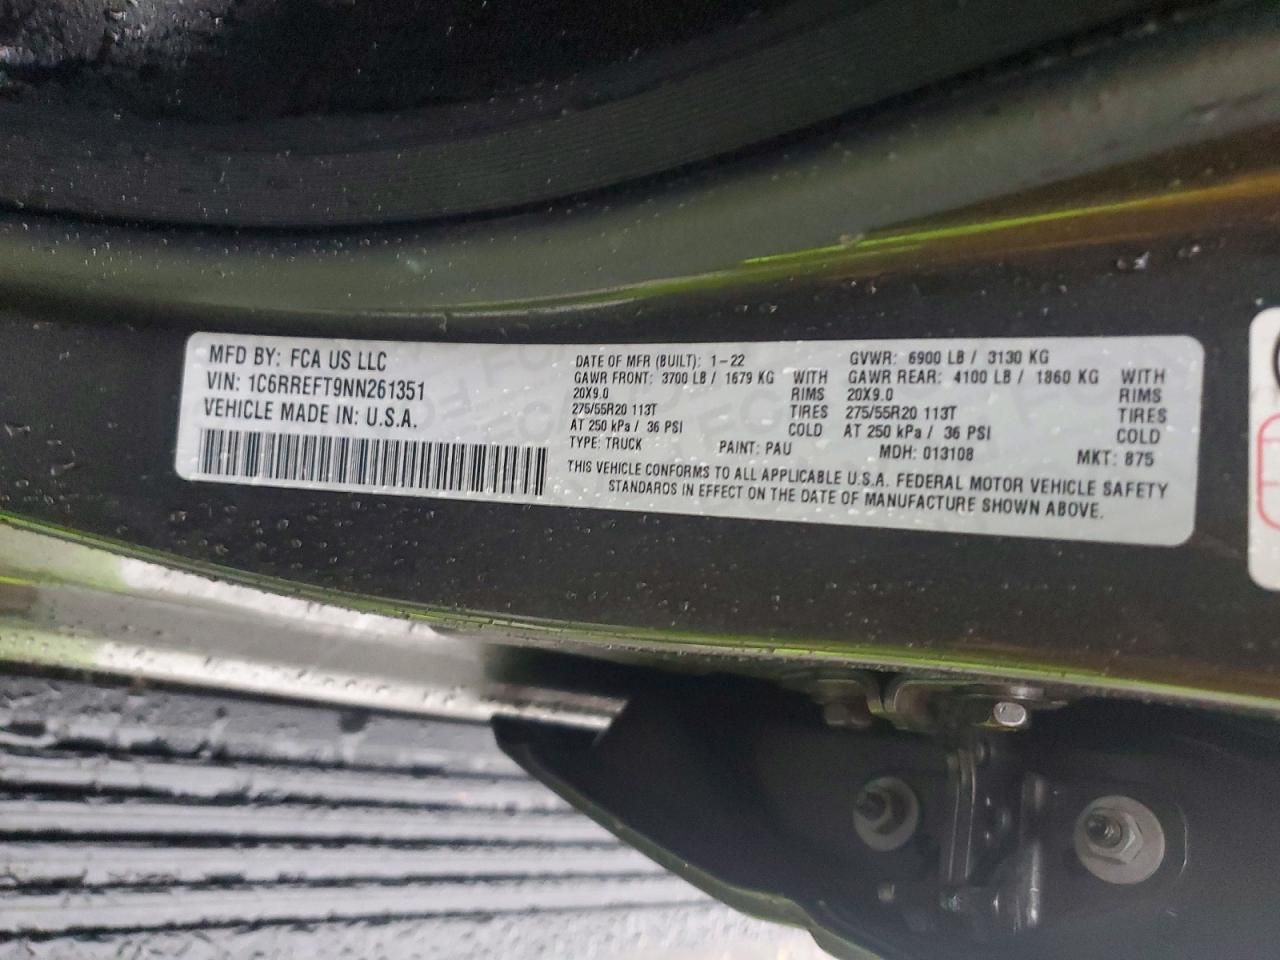 MFD BY: FCA US LLC
VIN: 1C6RREFT9NN261351
VEHICLE MADE IN: U.S.A.
DATE OF MFR (BUILT): 1-22 GVWR: 6900 LB / 3130 KG
GAWR FRONT: 3700 LB / 1679 KG WITH GAWR REAR: 4100 LB / 1860 KG WITH
20X9.0 RIMS 20X9.0 RIMS
275/55R20 113T TIRES 275/55R20 113T TIRES
AT 250 kPa / 36 PSI COLD AT 250 kPa / 36 PSI COLD
TYPE: TRUCK PAINT: PAU MDH: 013108 MKT: 875
THIS VEHICLE CONFORMS TO ALL APPLICABLE U.S.A. FEDERAL MOTOR VEHICLE SAFETY
STANDARDS IN EFFECT ON THE DATE OF MANUFACTURE SHOWN ABOVE.